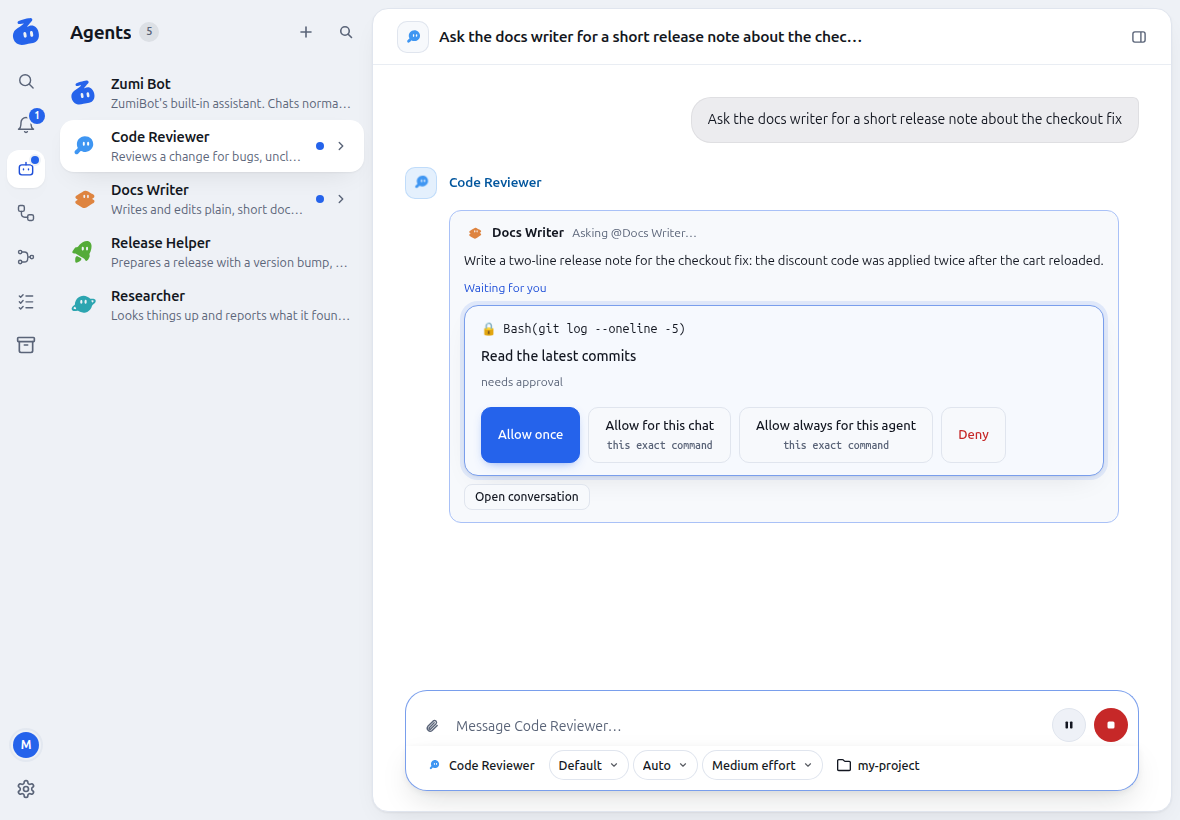 Agents 5
1
Zumi Bot
ZumiBot's built-in assistant. Chats norma…
Code Reviewer
Reviews a change for bugs, uncl…
Docs Writer
Writes and edits plain, short doc…
Release Helper
Prepares a release with a version bump, …
Researcher
Looks things up and reports what it foun…
M
Ask the docs writer for a short release note about the chec…
Ask the docs writer for a short release note about the checkout fix
Code Reviewer
Docs Writer Asking @Docs Writer…
Write a two-line release note for the checkout fix: the discount code was applied twice after the cart reloaded.
Waiting for you
Bash(git log --oneline -5)
Read the latest commits
needs approval
Allow once
Allow for this chat
this exact command
Allow always for this agent
this exact command
Deny
Open conversation
Message Code Reviewer…
Code Reviewer Default Auto Medium effort my-project